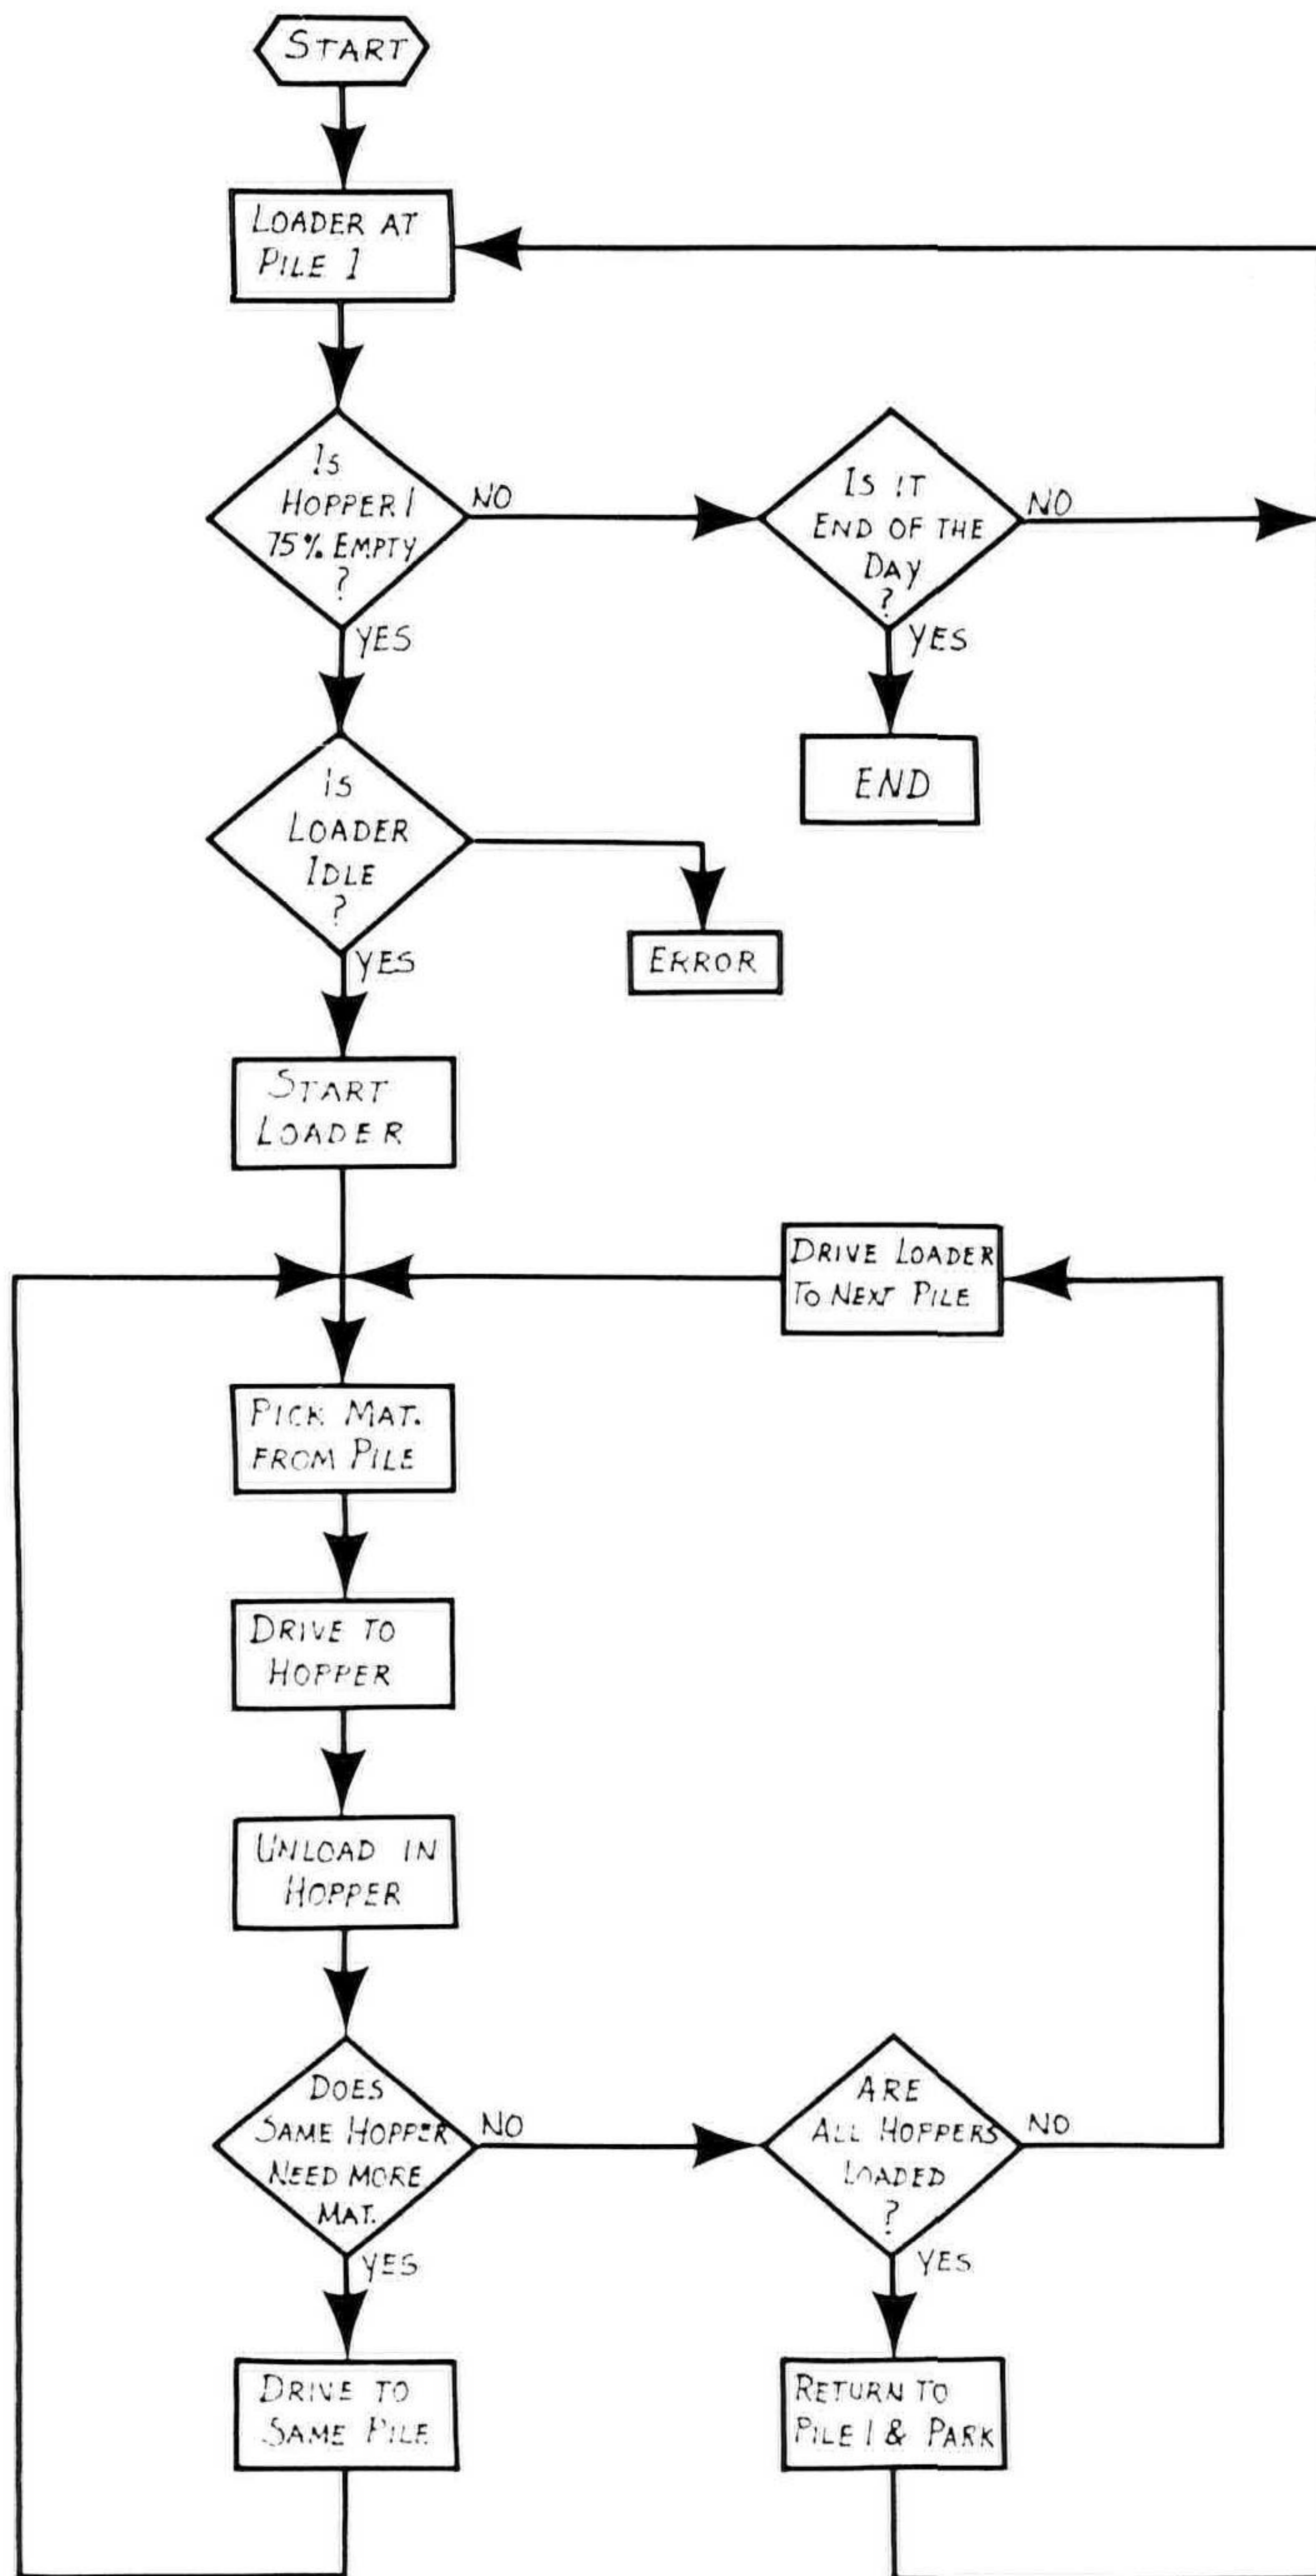 START
LOADER AT
PILE 1
IS
HOPPER 1
75% EMPTY
?
NO
IS IT
END OF THE
DAY
?
NO
YES
YES
END
IS
LOADER
IDLE
?
ERROR
YES
START
LOADER
DRIVE LOADER
TO NEXT PILE
PICK MAT.
FROM PILE
DRIVE TO
HOPPER
UNLOAD IN
HOPPER
DOES
SAME HOPPER
NEED MORE
MAT.
NO
ARE
ALL HOPPERS
LOADED
?
NO
YES
YES
DRIVE TO
SAME PILE
RETURN TO
PILE 1 & PARK